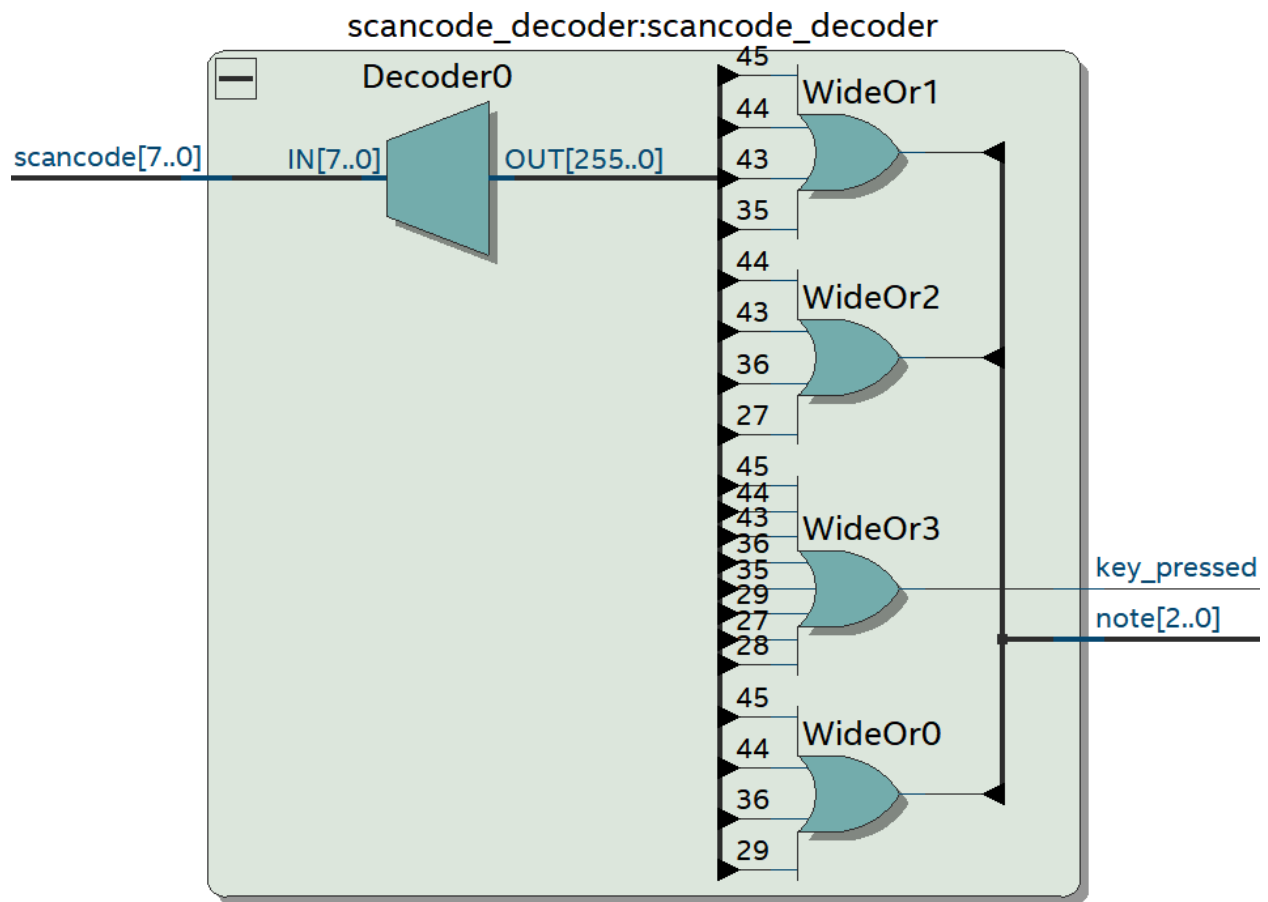 scancode_decoder:scancode_decoder
Decoder0
scancode[7..0]
IN[7..0]
OUT[255..0]
45
44
43
35
WideOr1
44
43
36
27
WideOr2
45
44
43
36
35
29
27
28
WideOr3
key_pressed
note[2..0]
45
44
36
29
WideOr0